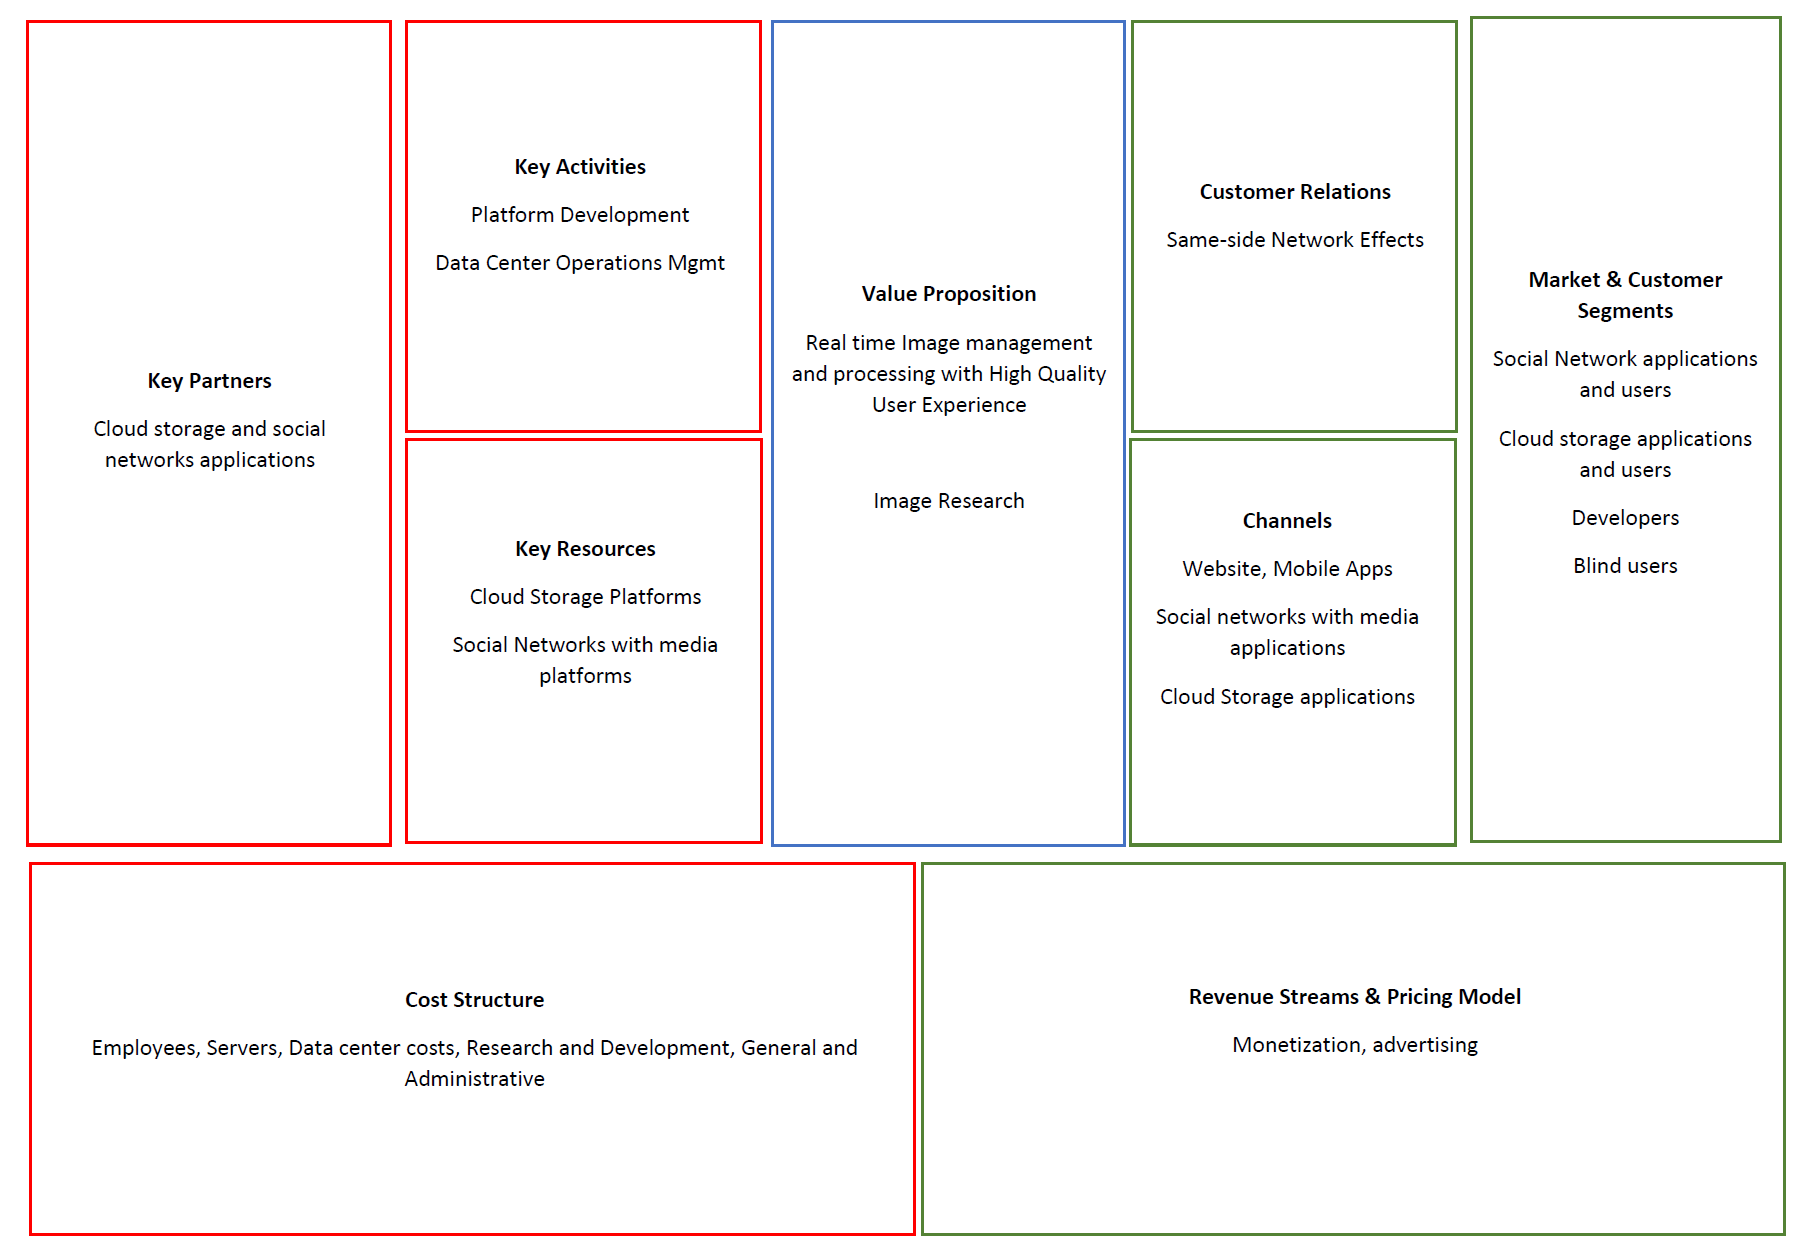 Key Partners
Cloud storage and social
networks applications
Key Activities
Platform Development
Data Center Operations Mgmt
Key Resources
Cloud Storage Platforms
Social Networks with media
platforms
Value Proposition
Real time Image management
and processing with High Quality
User Experience
Image Research
Customer Relations
Same-side Network Effects
Channels
Website, Mobile Apps
Social networks with media
applications
Cloud Storage applications
Market & Customer
Segments
Social Network applications
and users
Cloud storage applications
and users
Developers
Blind users
Cost Structure
Employees, Servers, Data center costs, Research and Development, General and
Administrative
Revenue Streams & Pricing Model
Monetization, advertising